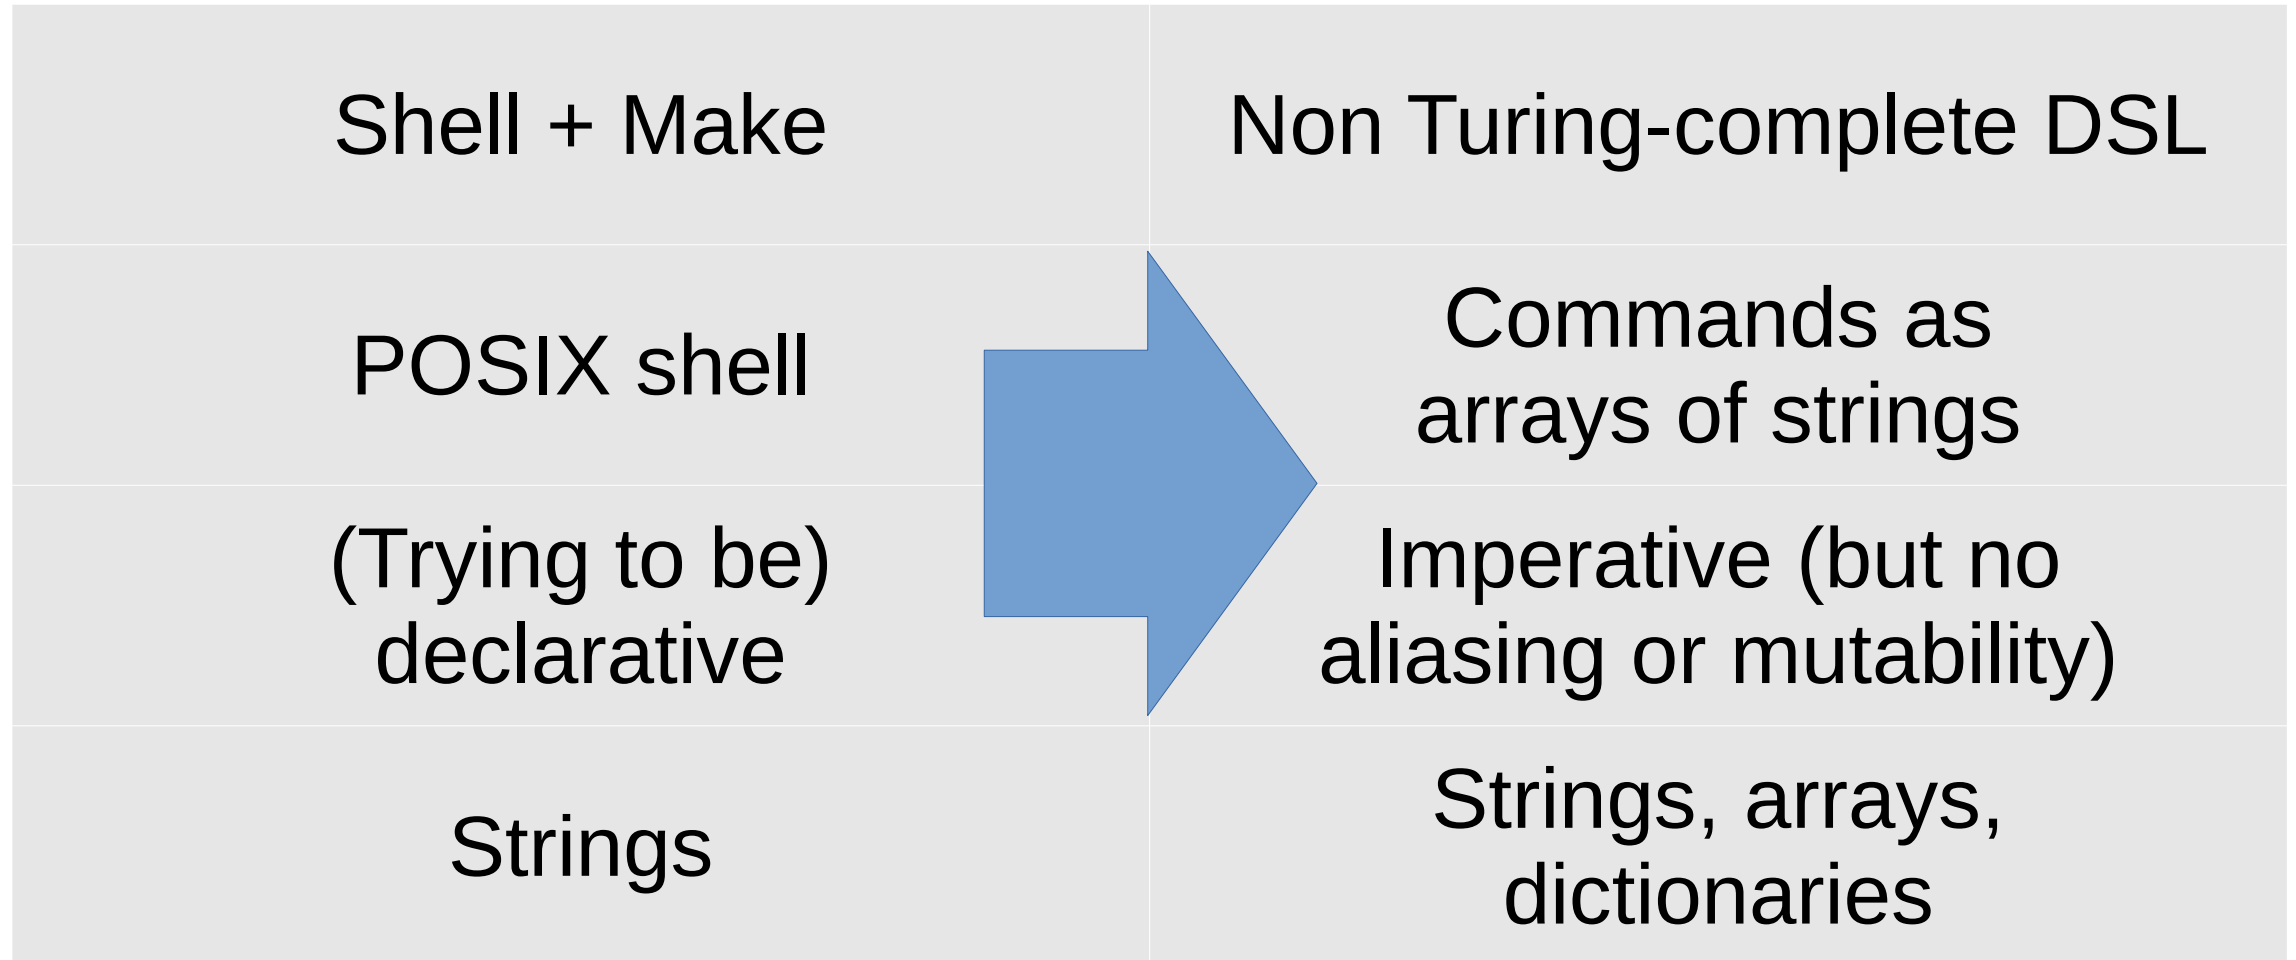 Shell + Make
Non Turing-complete DSL
POSIX shell
Commands as
arrays of strings
(Trying to be)
declarative
Imperative (but no
aliasing or mutability)
Strings
Strings, arrays,
dictionaries